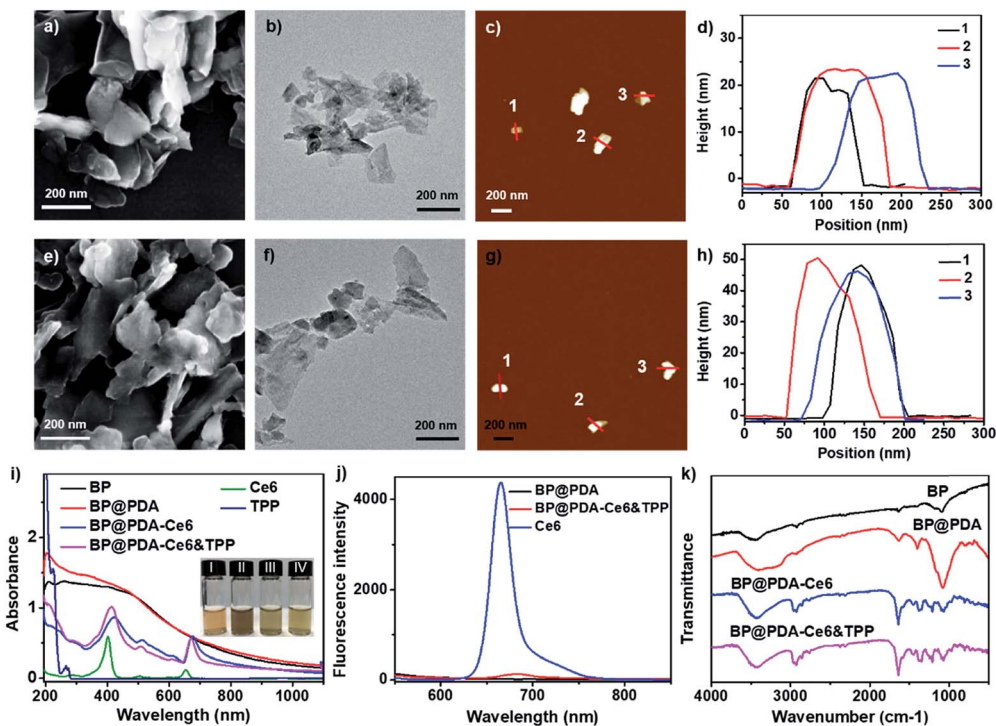 a)
200 nm
b)
200 nm
c)
1
2
3
200 nm
d)
1
2
3
30
20
10
0
0 50 100 150 200 250 300
Height (nm)
Position (nm)
e)
200 nm
f)
200 nm
g)
1
2
3
200 nm
h)
1
2
3
50
40
30
20
10
0
0 50 100 150 200 250 300
Height (nm)
Position (nm)
i)
BP
BP@PDA
BP@PDA-Ce6
BP@PDA-Ce6&TPP
Ce6
TPP
I II III IV
2
1
0
200 400 600 800 1000
Absorbance
Wavelength (nm)
j)
BP@PDA
BP@PDA-Ce6&TPP
Ce6
4000
2000
0
600 700 800
Fluorescence intensity
Wavelength (nm)
k)
BP
BP@PDA
BP@PDA-Ce6
BP@PDA-Ce6&TPP
4000 3000 2000 1000
Transmittance
Wavenumber (cm-1)